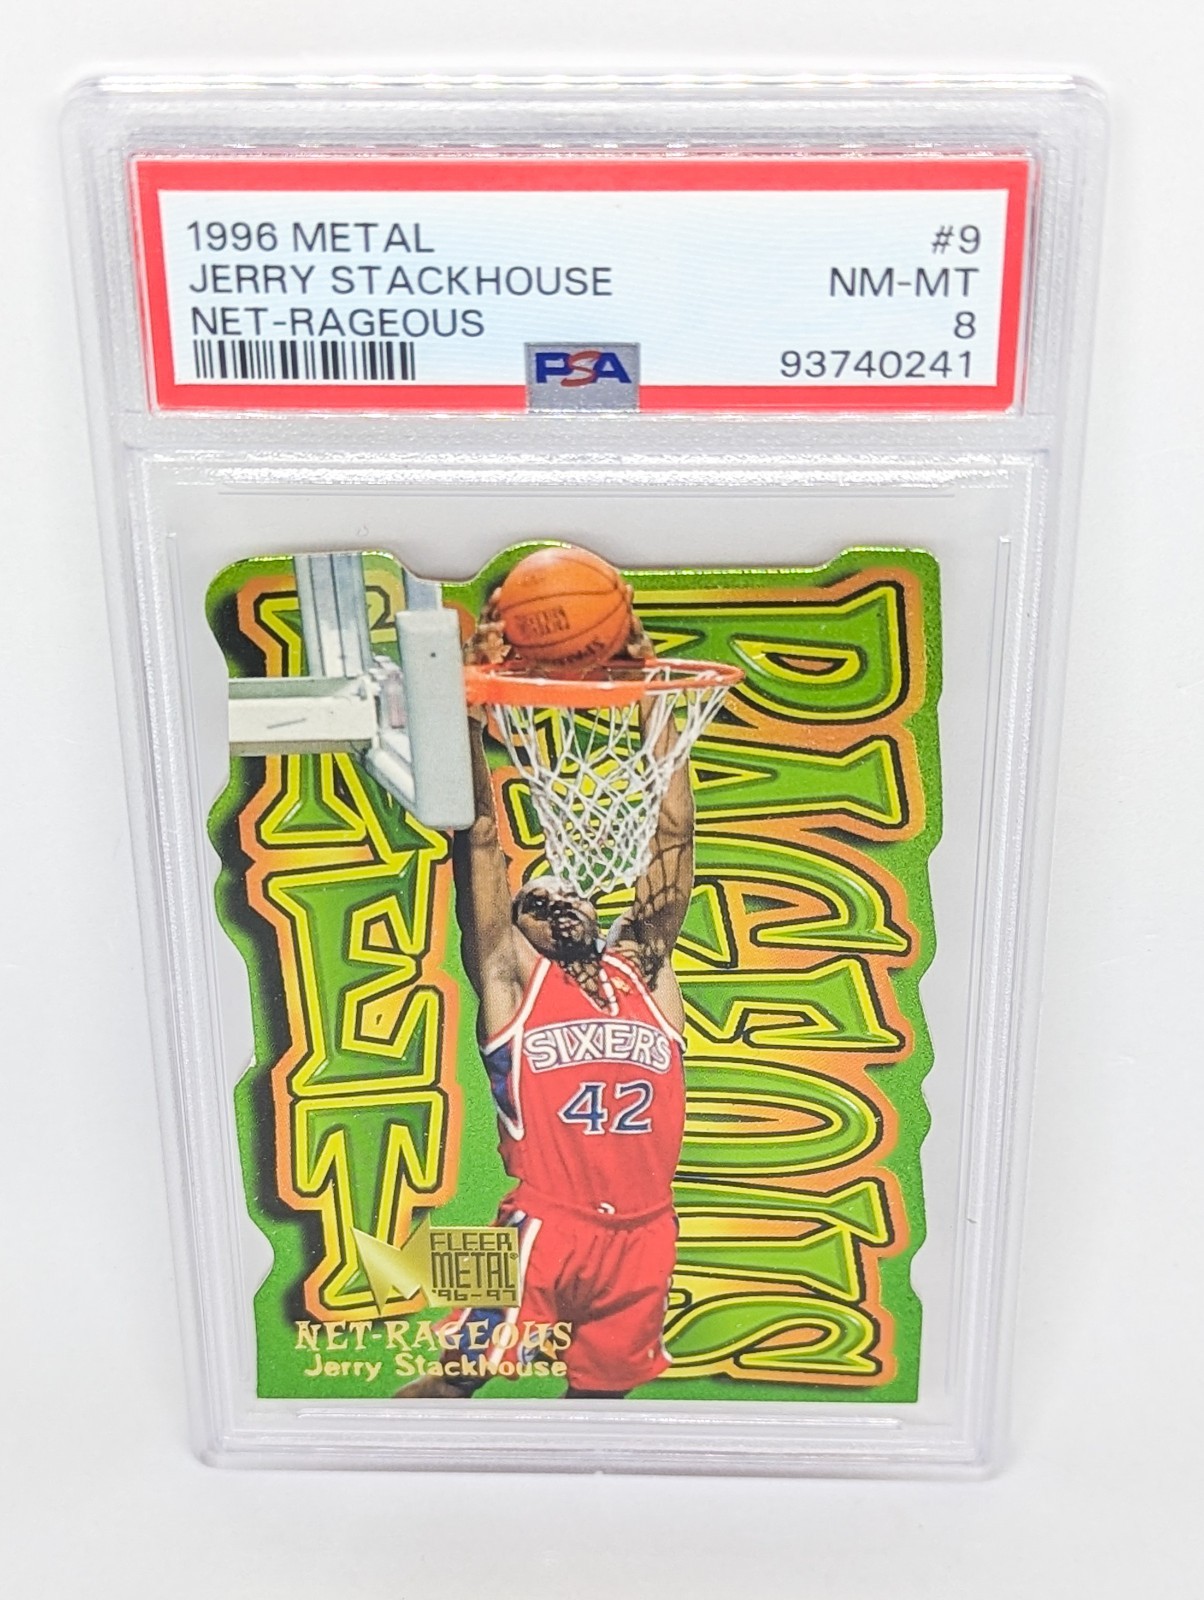 1996 METAL #9
JERRY STACKHOUSE NM-MT
NET-RAGEOUS 8
PSA 93740241
NET
RAGEOUS
SIXERS
42
FLEER
METAL®
'96-97
NET-RAGEOUS
Jerry Stackhouse